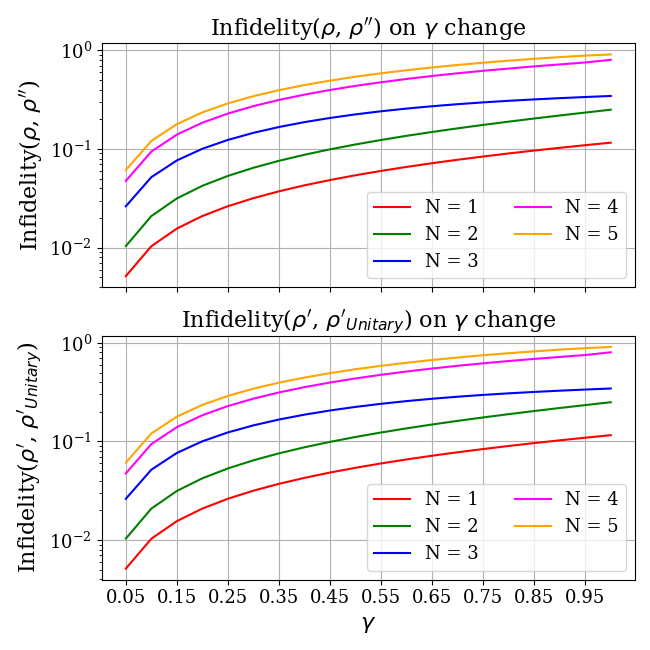 Infidelity(ρ, ρ″) on γ change
Infidelity(ρ, ρ″)
10⁰
10⁻¹
10⁻²
N = 1
N = 2
N = 3
N = 4
N = 5
Infidelity(ρ′, ρ′Unitary) on γ change
Infidelity(ρ′, ρ′Unitary)
10⁰
10⁻¹
10⁻²
N = 1
N = 2
N = 3
N = 4
N = 5
0.05 0.15 0.25 0.35 0.45 0.55 0.65 0.75 0.85 0.95
γ